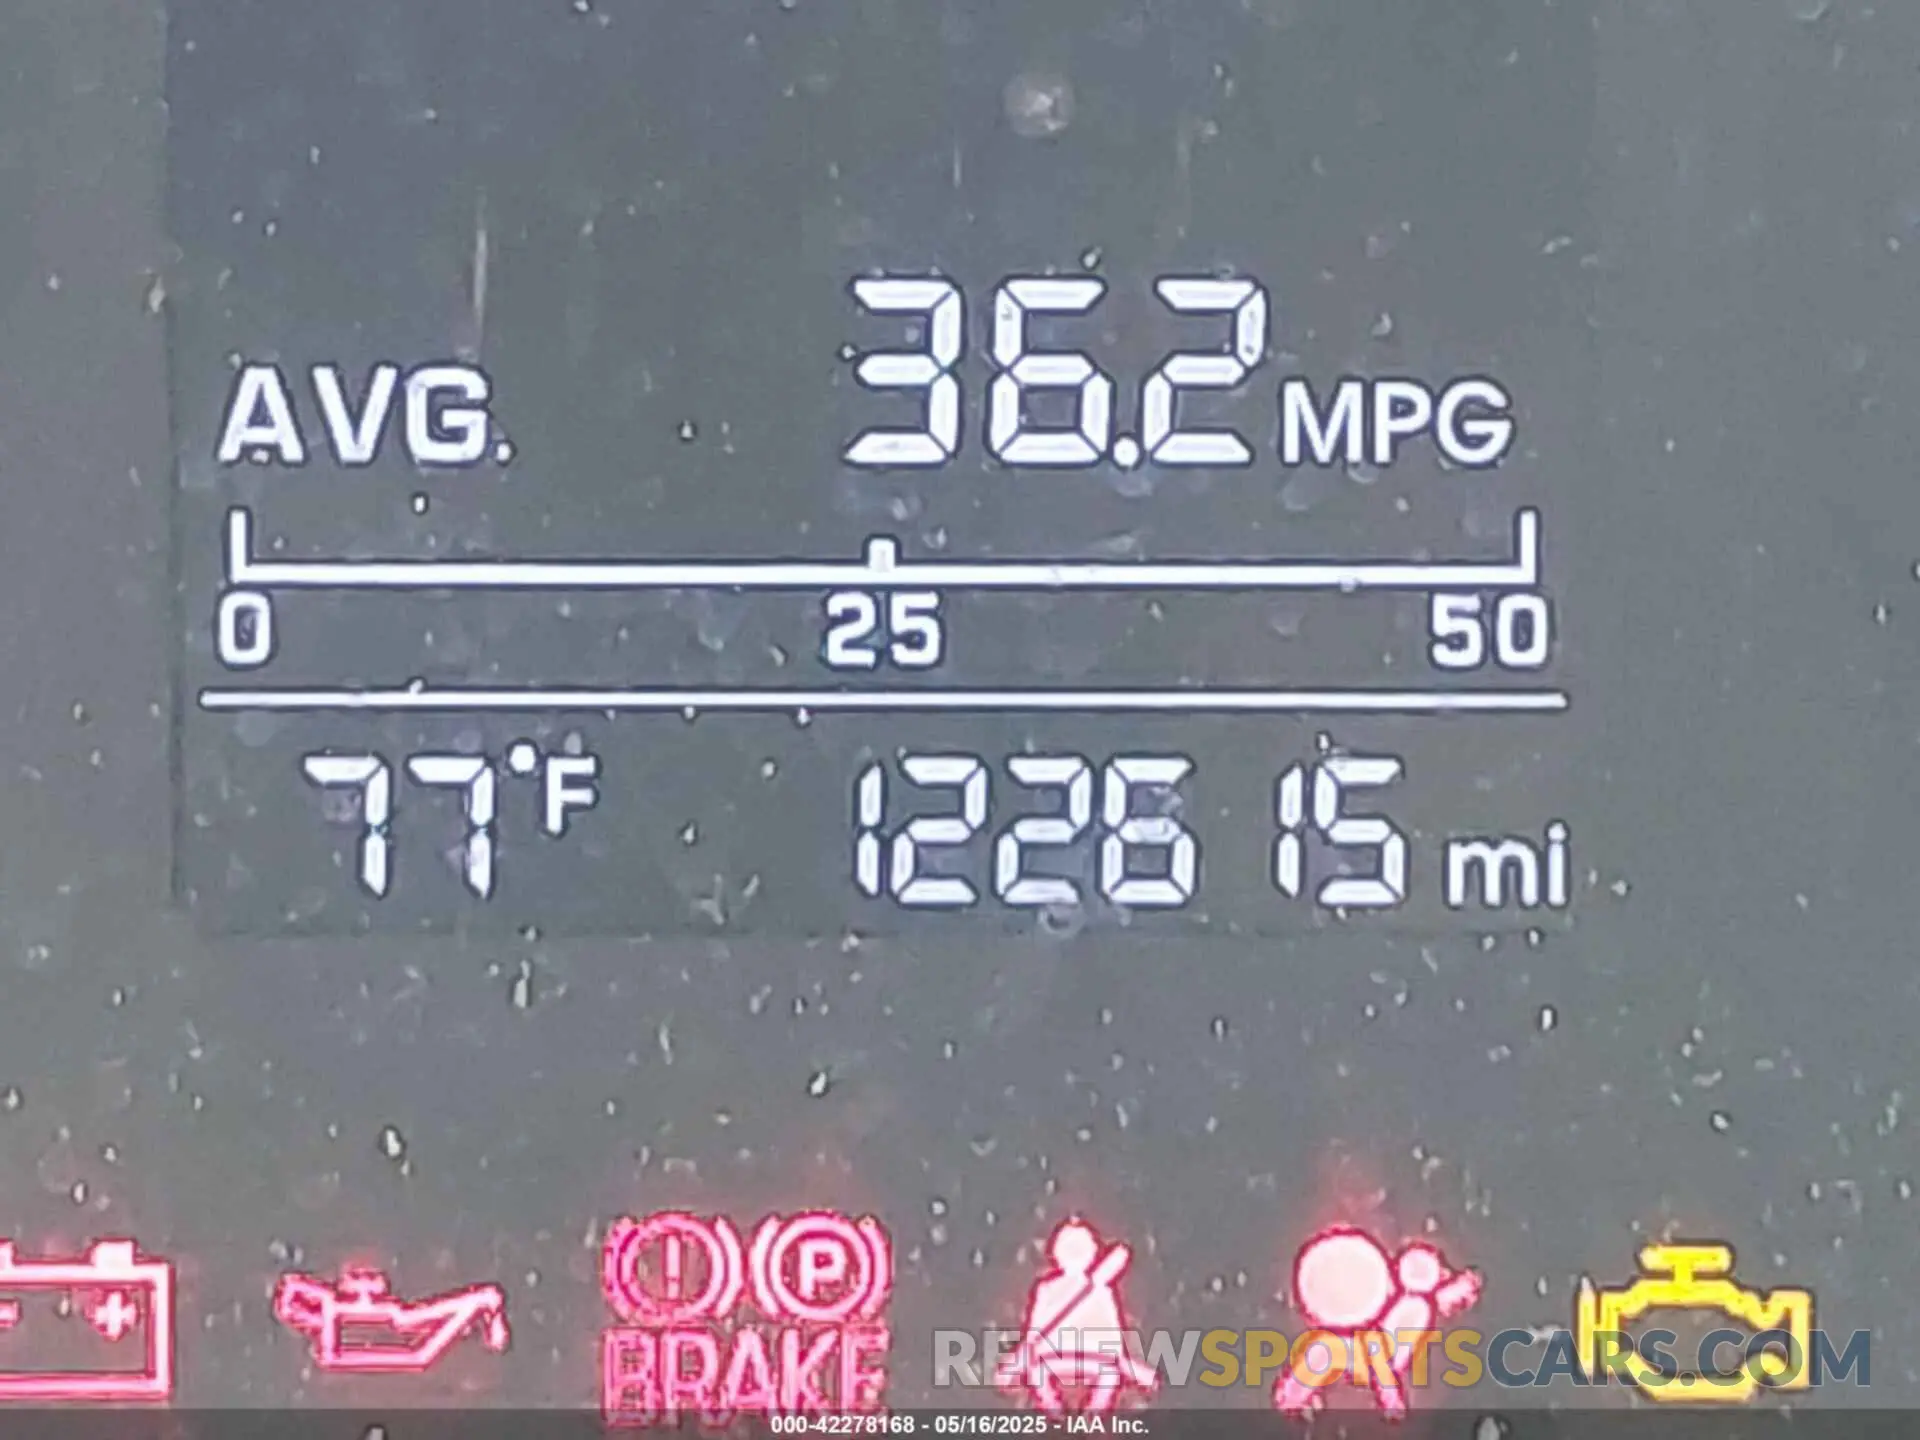 AVG. 36.2 MPG
0 25 50
77°F 122615 mi
- +
! P
BRAKE
RENEWSPORTSCARS.COM
000-42278168 - 05/16/2025 - IAA Inc.